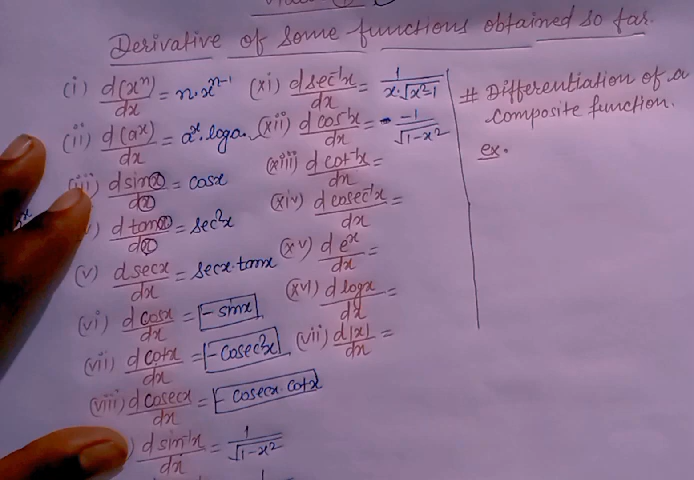 Derivative of some functions obtained so far.
(i) d(xⁿ)/dx = n·xⁿ⁻¹
(ii) d(aˣ)/dx = aˣ·loga
d sinx/dx = cosx
) d tanx/dx = sec²x
(v) d secx/dx = secx·tanx
(vi) d cosx/dx = -sinx
(vii) d cotx/dx = -cosec²x
(viii) d cosecx/dx = -cosecx·cotx
) d sin⁻¹x/dx = 1/√1-x²
(xi) d sec⁻¹x/dx = 1/x·√x²-1
(xii) d cos⁻¹x/dx = -1/√1-x²
(xiii) d cot⁻¹x/dx =
(xiv) d cosec⁻¹x/dx =
(xv) d eˣ/dx =
(xvi) d logx/dx =
(vii) d|x|/dx =
# Differentiation of a
composite function.
ex.